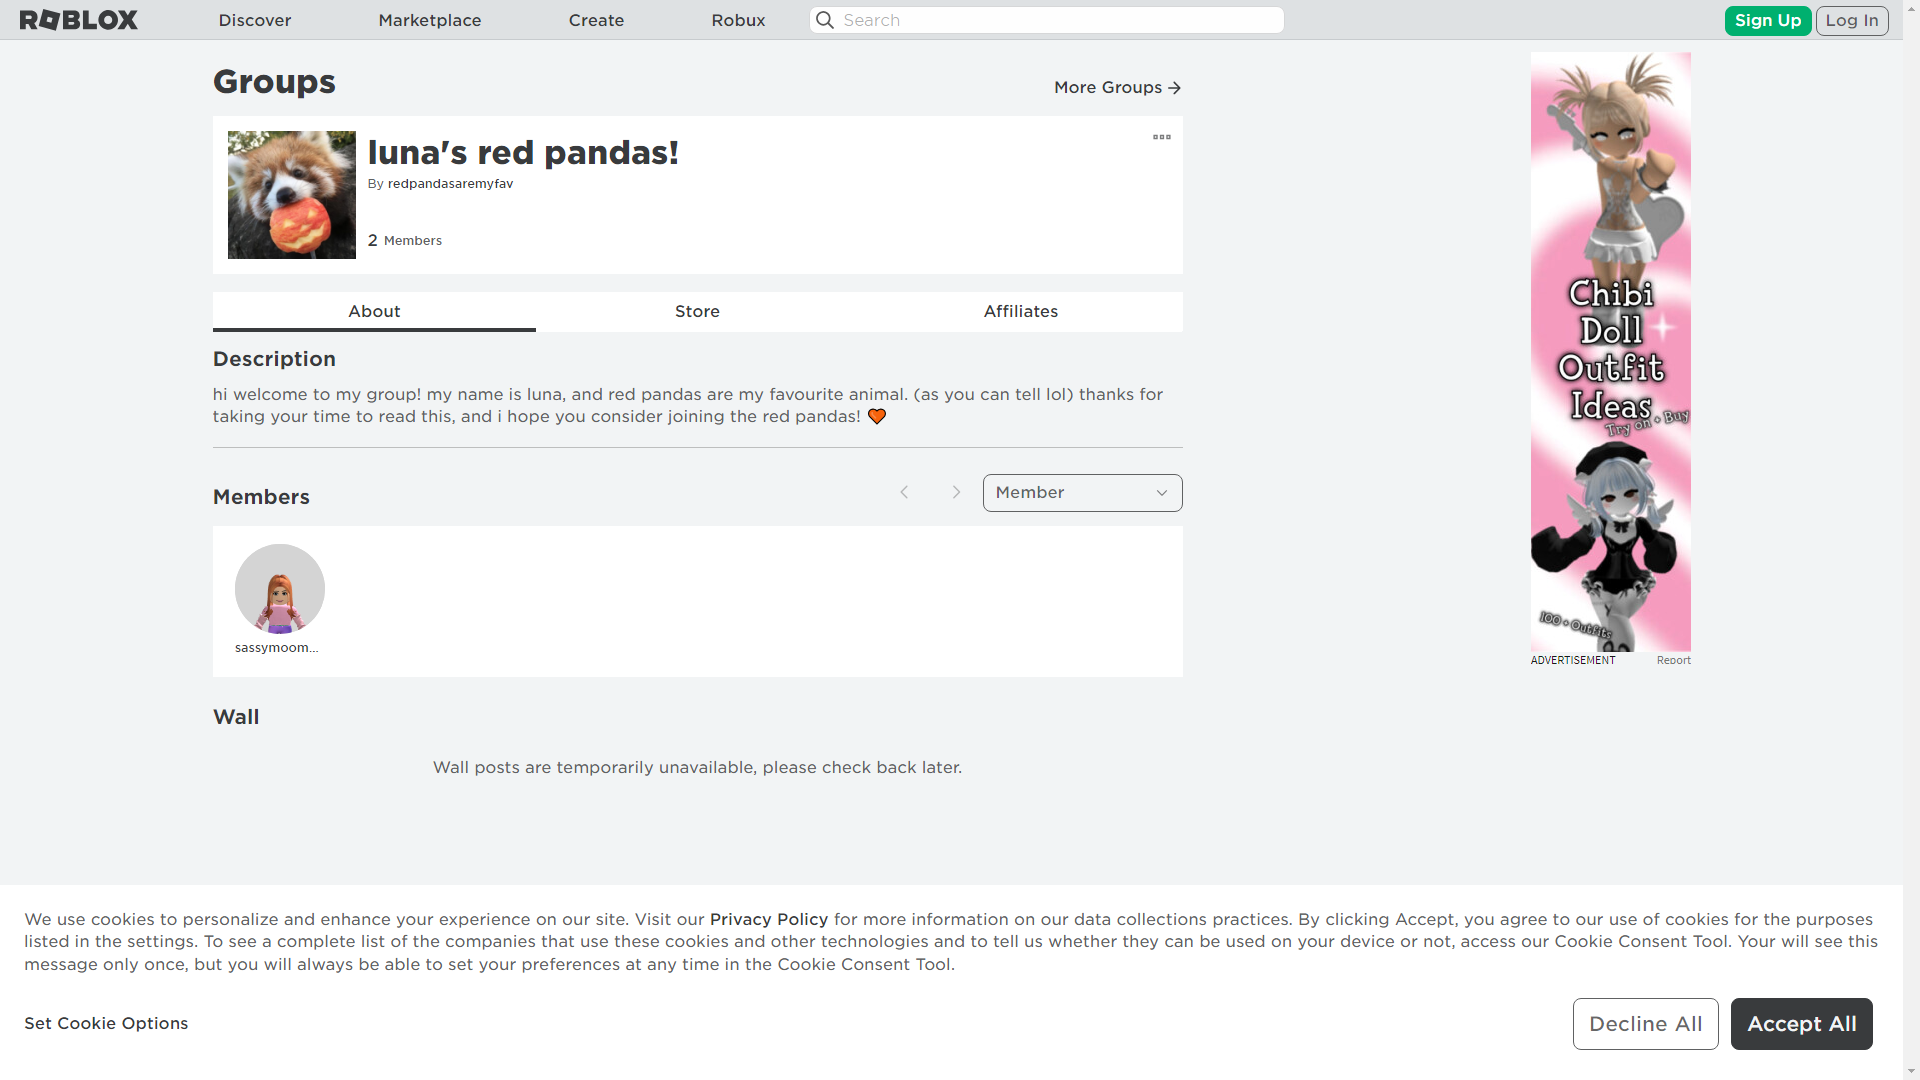 ROBLOX
Discover
Marketplace
Create
Robux
Search
Sign Up
Log In
Groups
More Groups
luna's red pandas!
By redpandasaremyfav
2 Members
About
Store
Affiliates
Description
hi welcome to my group! my name is luna, and red pandas are my favourite animal. (as you can tell lol) thanks for
taking your time to read this, and i hope you consider joining the red pandas! 🧡
Members
Member
sassymoom...
Wall
Wall posts are temporarily unavailable, please check back later.
Chibi
Doll
Outfit
Ideas
Try on + Buy
100 + Outfits
ADVERTISEMENT
Report
We use cookies to personalize and enhance your experience on our site. Visit our Privacy Policy for more information on our data collections practices. By clicking Accept, you agree to our use of cookies for the purposes
listed in the settings. To see a complete list of the companies that use these cookies and other technologies and to tell us whether they can be used on your device or not, access our Cookie Consent Tool. Your will see this
message only once, but you will always be able to set your preferences at any time in the Cookie Consent Tool.
Set Cookie Options
Decline All
Accept All